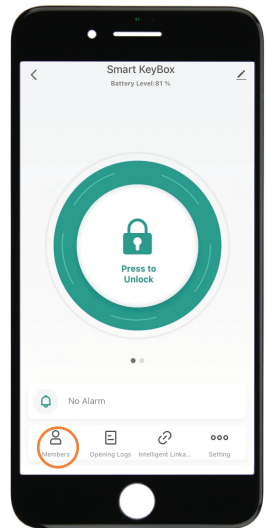 Smart KeyBox
Battery Level:81 %
Press to
Unlock
No Alarm
Members
Opening Logs
Intelligent Linka...
Setting